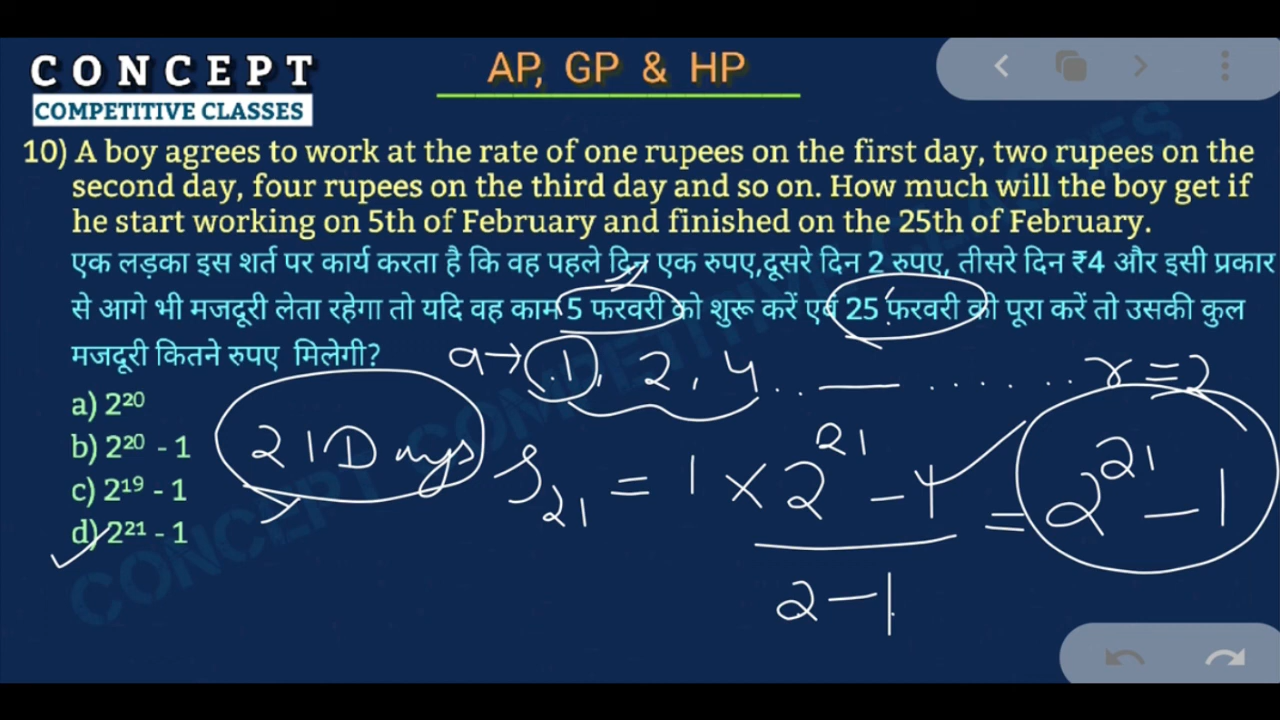 CONCEPT
COMPETITIVE CLASSES
AP, GP & HP
10) A boy agrees to work at the rate of one rupees on the first day, two rupees on the
second day, four rupees on the third day and so on. How much will the boy get if
he start working on 5th of February and finished on the 25th of February.
एक लड़का इस शर्त पर कार्य करता है कि वह पहले दिन एक रुपए,दूसरे दिन 2 रुपए, तीसरे दिन ₹4 और इसी प्रकार
से आगे भी मजदूरी लेता रहेगा तो यदि वह काम 5 फरवरी को शुरू करें एवं 25 फरवरी को पूरा करें तो उसकी कुल
मजदूरी कितने रुपए मिलेगी?
a → 1, 2, 4 ......... r = 2
a) 2²⁰
b) 2²⁰ - 1
c) 2¹⁹ - 1
d) 2²¹ - 1
21 Days
S₂₁ = 1 × 2²¹ - 1 = 2²¹ - 1
2 - 1
CONCEPT COMPETITIVE CLASSES